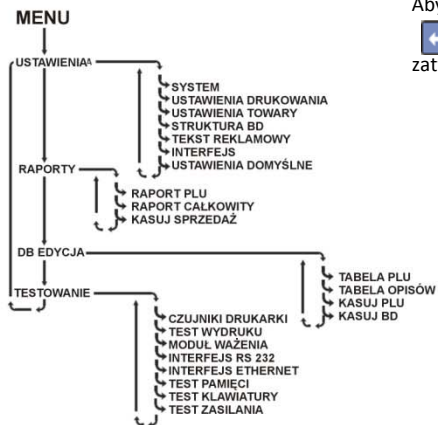 MENU
Aby
zat
USTAWIENIA
SYSTEM
USTAWIENIA DRUKOWANIA
USTAWIENIA TOWARY
STRUKTURA BD
TEKST REKLAMOWY
INTERFEJS
USTAWIENIA DOMYŚLNE
RAPORTY
RAPORT PLU
RAPORT CAŁKOWITY
KASUJ SPRZEDAŻ
DB EDYCJA
TABELA PLU
TABELA OPISÓW
KASUJ PLU
KASUJ BD
TESTOWANIE
CZUJNIKI DRUKARKI
TEST WYDRUKU
MODUŁ WAŻENIA
INTERFEJS RS 232
INTERFEJS ETHERNET
TEST PAMIĘCI
TEST KLAWIATURY
TEST ZASILANIA